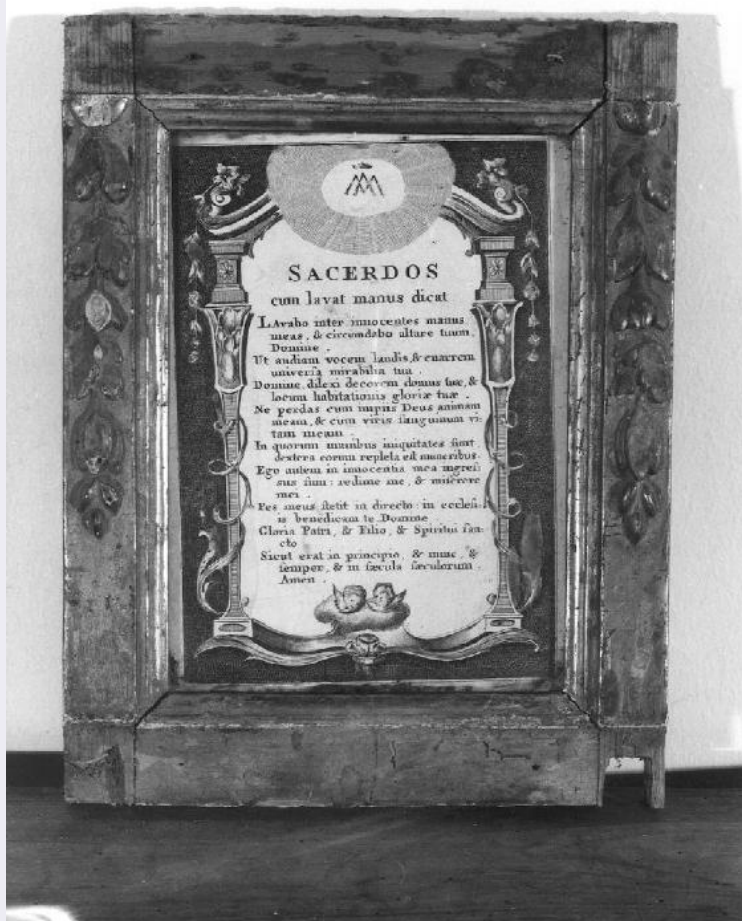 SACERDOS
cum lavat manus dicat
LAvabo inter innocentes manus
meas, & circumdabo altare tuum,
Domine.
Ut audiam vocem laudis, & enarrem
universa mirabilia tua.
Domine, dilexi decorem domus tuæ, &
locum habitationis gloriæ tuæ.
Ne perdas cum impiis Deus animam
meam, & cum viris sanguinum vi-
tam meam.
In quorum manibus iniquitates sunt
dextera eorum repleta est muneribus.
Ego autem in innocentia mea ingres-
sus sum: redime me, & miserere
mei.
Pes meus stetit in directo: in ecclesi-
is benedicam te Domine
Gloria Patri, & Filio, & Spiritui san-
cto
Sicut erat in principio, & nunc, &
semper, & in sæcula sæculorum.
Amen.